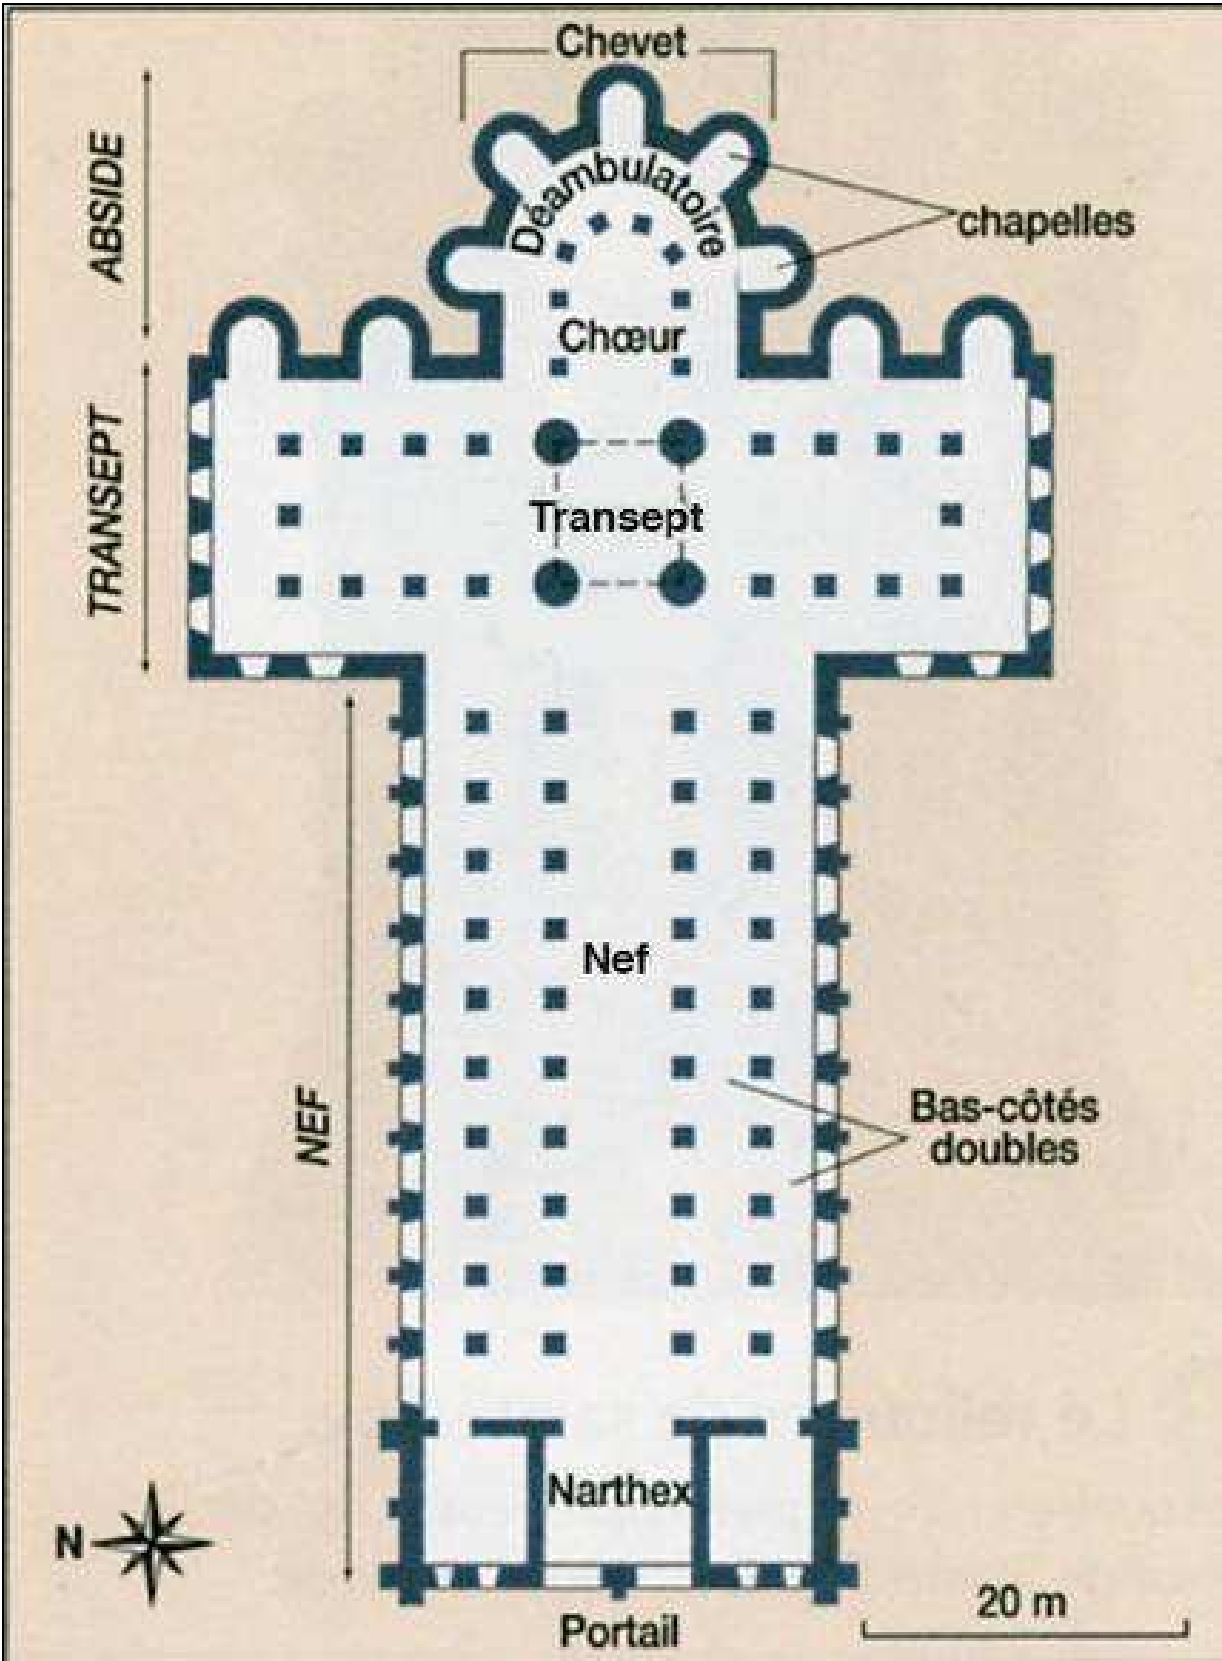 Chevet
ABSIDE
Déambulatoire
chapelles
Chœur
TRANSEPT
Transept
Nef
NEF
Bas-côtés
doubles
Narthex
N
20 m
Portail